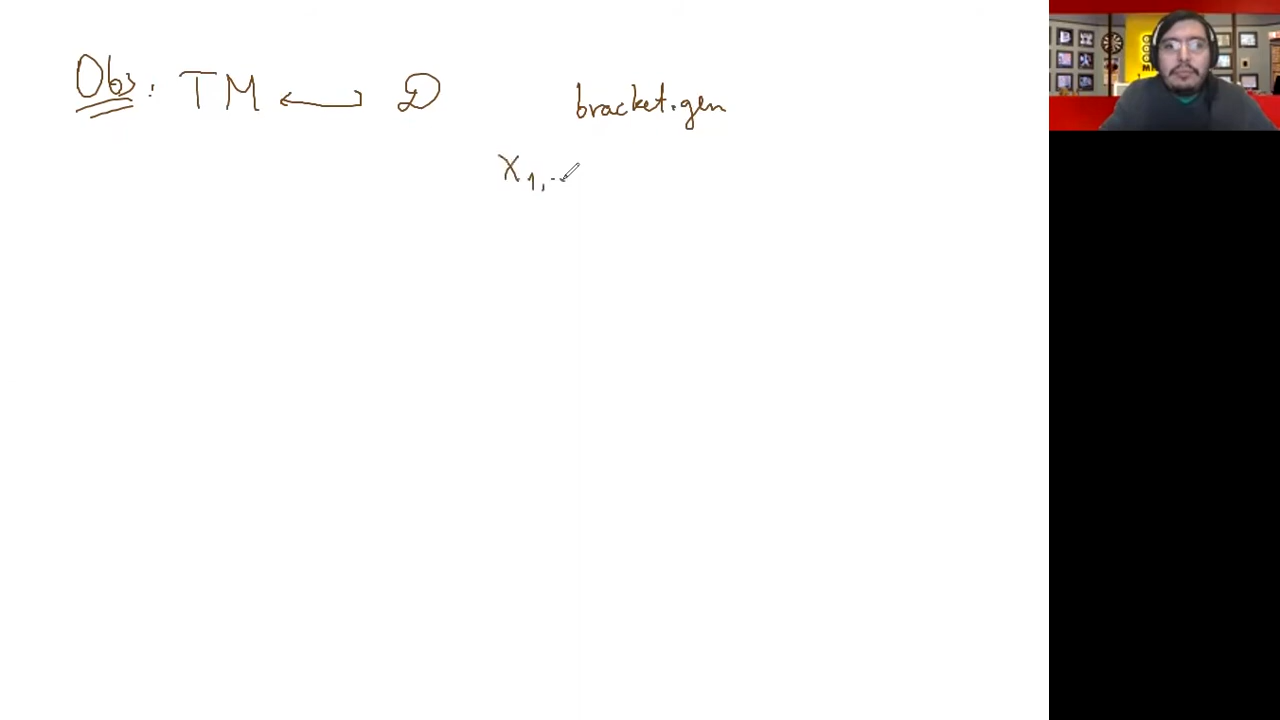 Obs: TM ↩ D bracket-gen
X₁, ..